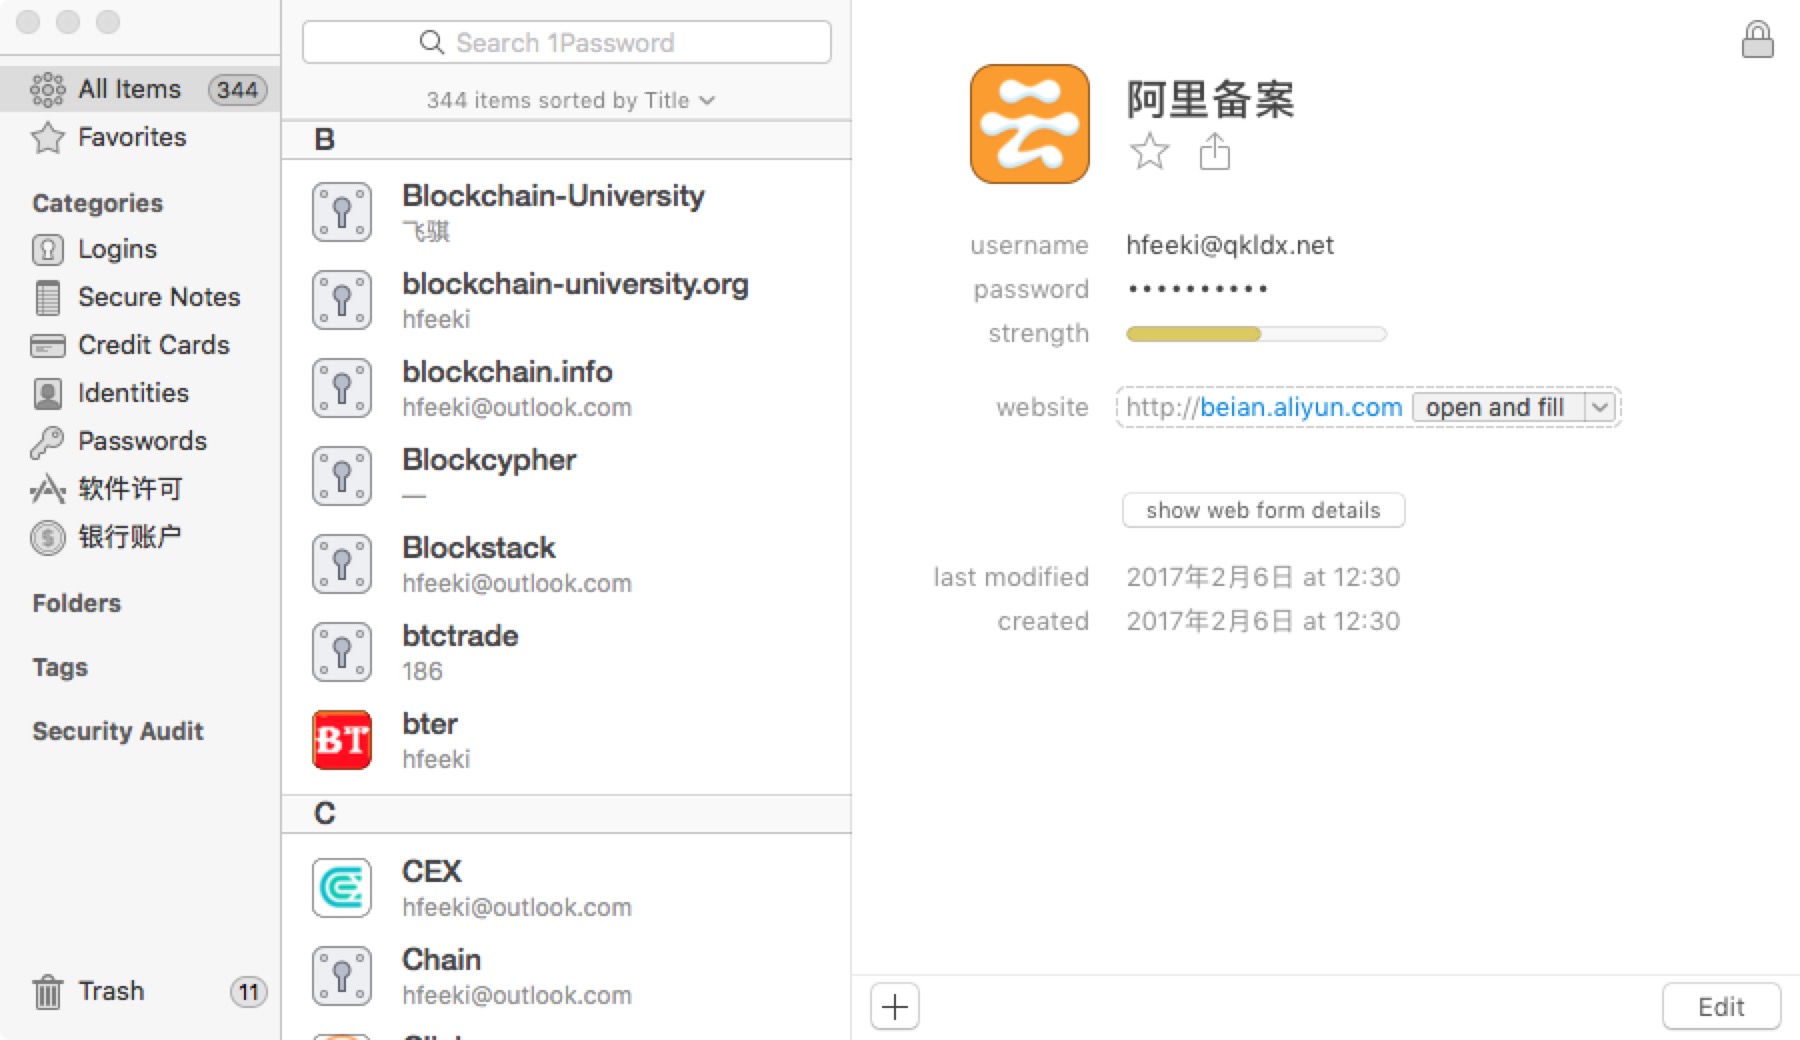 All Items 344
Favorites
Categories
Logins
Secure Notes
Credit Cards
Identities
Passwords
软件许可
银行账户
Folders
Tags
Security Audit
Trash 11
Search 1Password
344 items sorted by Title
B
Blockchain-University
飞骐
blockchain-university.org
hfeeki
blockchain.info
hfeeki@outlook.com
Blockcypher
—
Blockstack
hfeeki@outlook.com
btctrade
186
BT
bter
hfeeki
C
CEX
hfeeki@outlook.com
Chain
hfeeki@outlook.com
云
阿里备案
username hfeeki@qkldx.net
password ••••••••••
strength
website http://beian.aliyun.com open and fill
show web form details
last modified 2017年2月6日 at 12:30
created 2017年2月6日 at 12:30
Edit